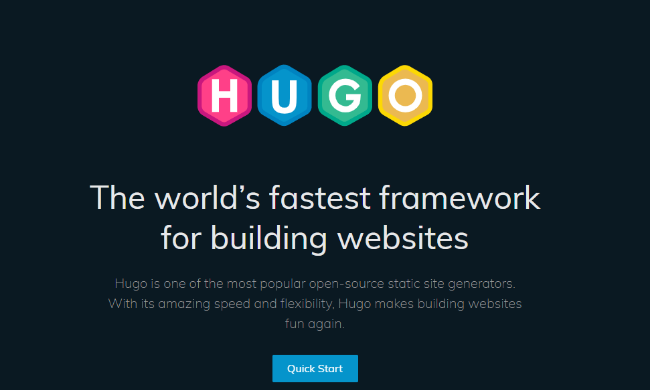 HUGO
The world’s fastest framework
for building websites
Hugo is one of the most popular open-source static site generators.
With its amazing speed and flexibility, Hugo makes building websites
fun again.
Quick Start